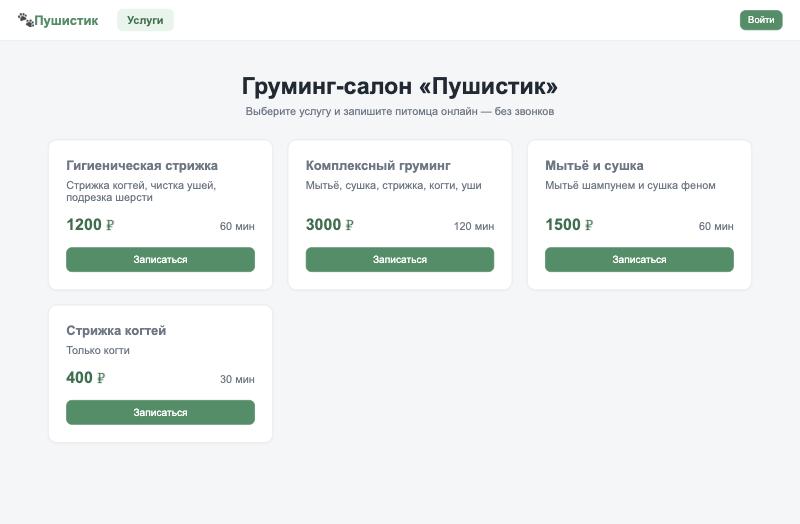 Пушистик
Услуги
Войти
Груминг-салон «Пушистик»
Выберите услугу и запишите питомца онлайн — без звонков
Гигиеническая стрижка
Стрижка когтей, чистка ушей,
подрезка шерсти
1200 ₽
60 мин
Записаться
Комплексный груминг
Мытьё, сушка, стрижка, когти, уши
3000 ₽
120 мин
Записаться
Мытьё и сушка
Мытьё шампунем и сушка феном
1500 ₽
60 мин
Записаться
Стрижка когтей
Только когти
400 ₽
30 мин
Записаться